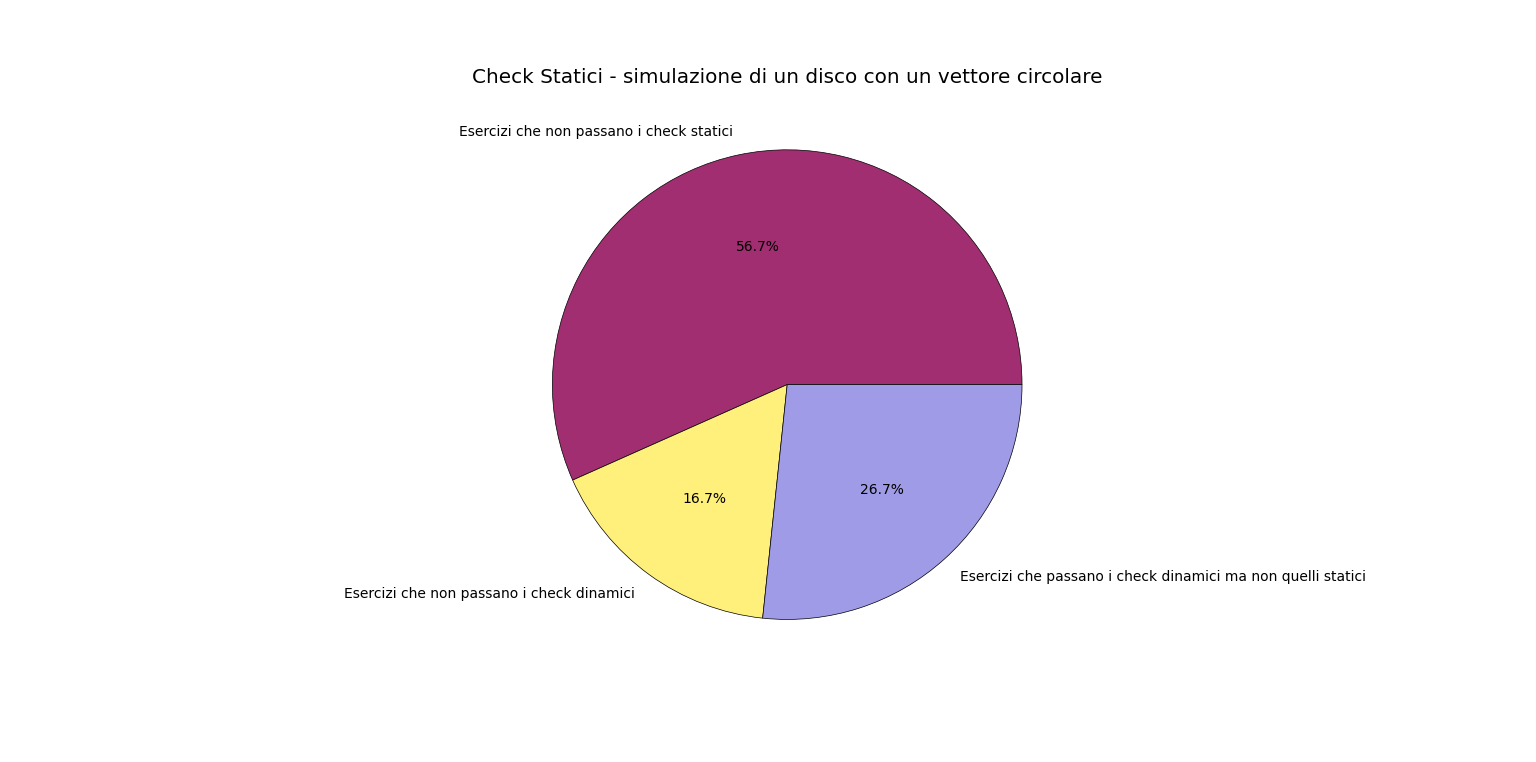 Check Statici - simulazione di un disco con un vettore circolare
Esercizi che non passano i check statici
56.7%
16.7%
26.7%
Esercizi che passano i check dinamici ma non quelli statici
Esercizi che non passano i check dinamici